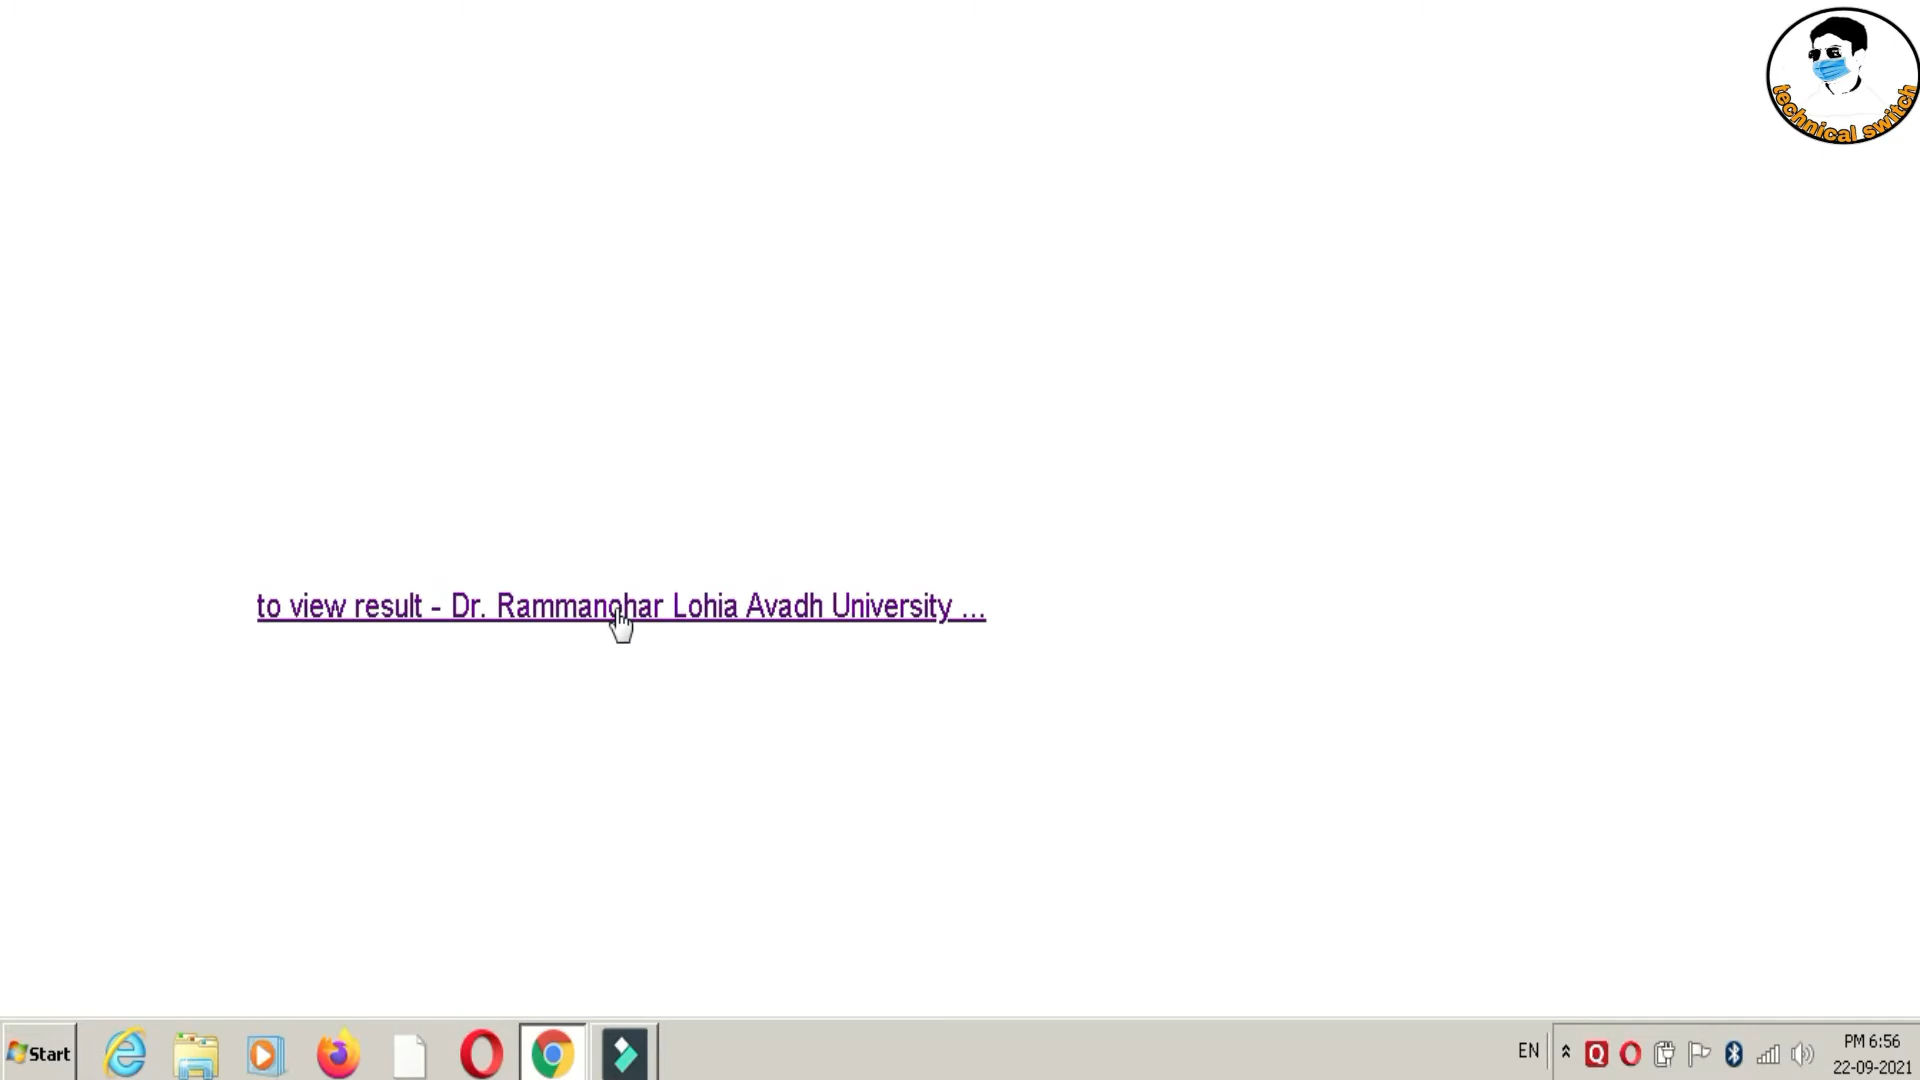 technical switch
to view result - Dr. Rammanohar Lohia Avadh University ...
Start
EN
PM 6:56
22-09-2021